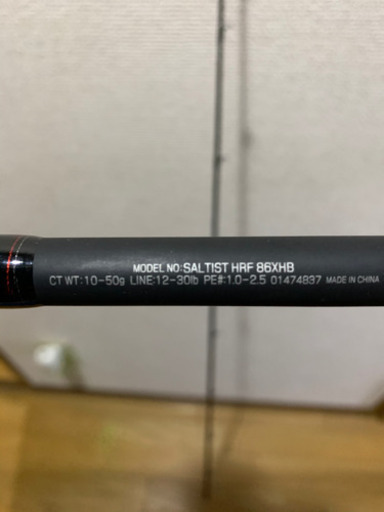 MODEL NO: SALTIST HRF 86XHB
CT WT: 10-50g LINE:12-30lb PE#:1.0-2.5 01474837 MADE IN CHINA